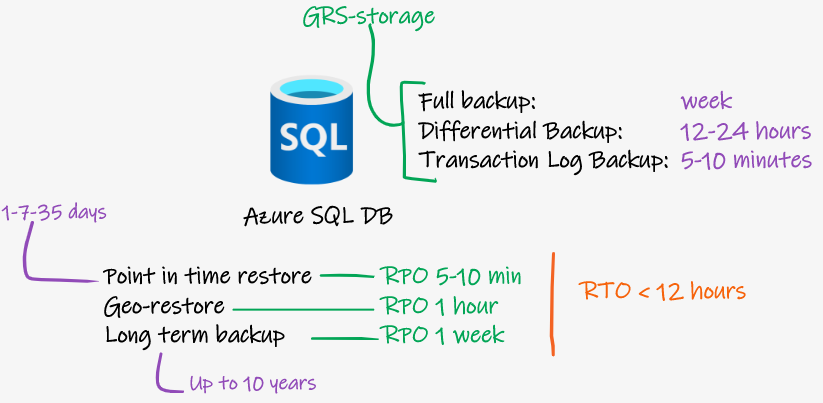 GRS-storage
SQL
Full backup: week
Differential Backup: 12-24 hours
Transaction Log Backup: 5-10 minutes
Azure SQL DB
1-7-35 days
Point in time restore RPO 5-10 min
Geo-restore RPO 1 hour
Long term backup RPO 1 week
RTO < 12 hours
Up to 10 years